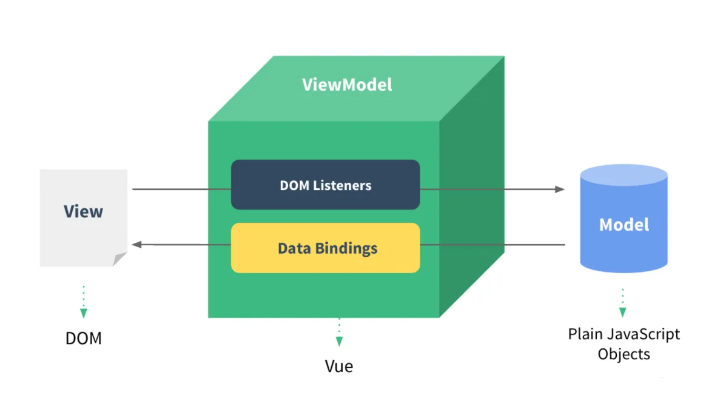 ViewModel
DOM Listeners
View
Model
Data Bindings
DOM
Plain JavaScript
Objects
Vue